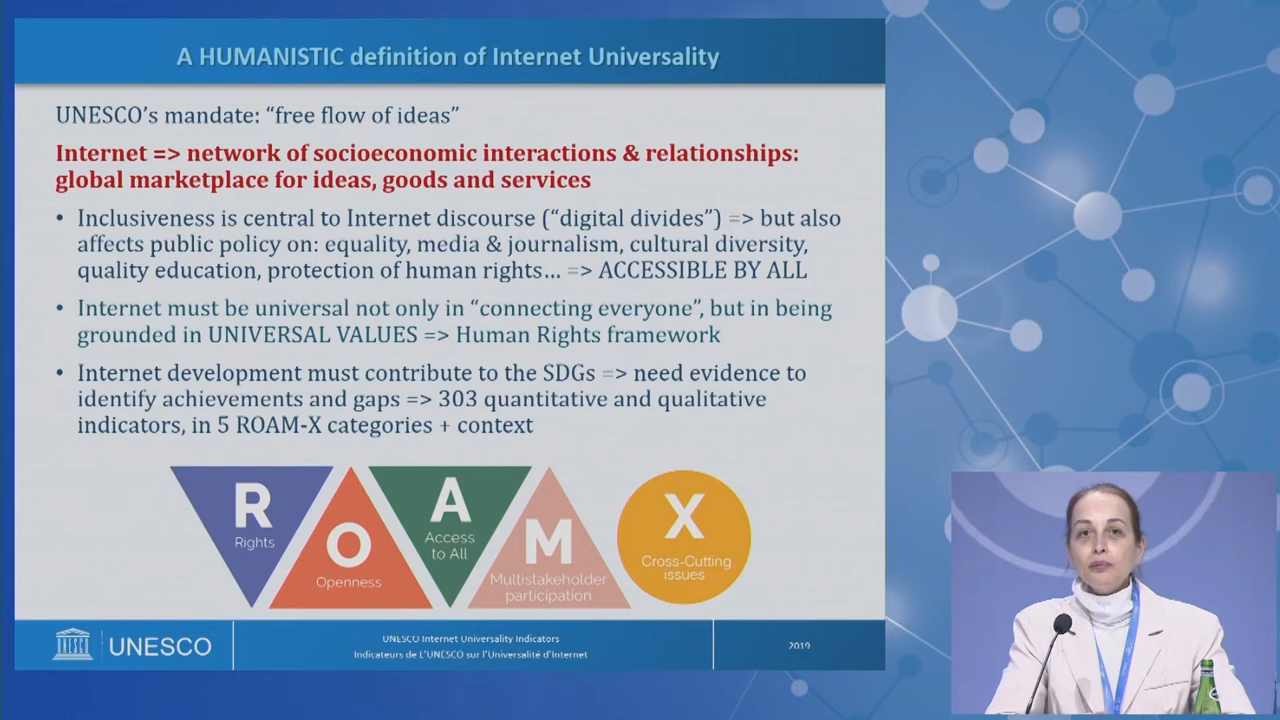 A HUMANISTIC definition of Internet Universality
UNESCO’s mandate: “free flow of ideas”
Internet => network of socioeconomic interactions & relationships:
global marketplace for ideas, goods and services
• Inclusiveness is central to Internet discourse (“digital divides”) => but also
affects public policy on: equality, media & journalism, cultural diversity,
quality education, protection of human rights… => ACCESSIBLE BY ALL
• Internet must be universal not only in “connecting everyone”, but in being
grounded in UNIVERSAL VALUES => Human Rights framework
• Internet development must contribute to the SDGs => need evidence to
identify achievements and gaps => 303 quantitative and qualitative
indicators, in 5 ROAM-X categories + context
R
Rights
O
Openness
A
Access
to All
M
Multistakeholder
participation
X
Cross-Cutting
issues
UNESCO
UNESCO
UNESCO Internet Universality Indicators
Indicateurs de L’UNESCO sur l’Universalité d’Internet
2019